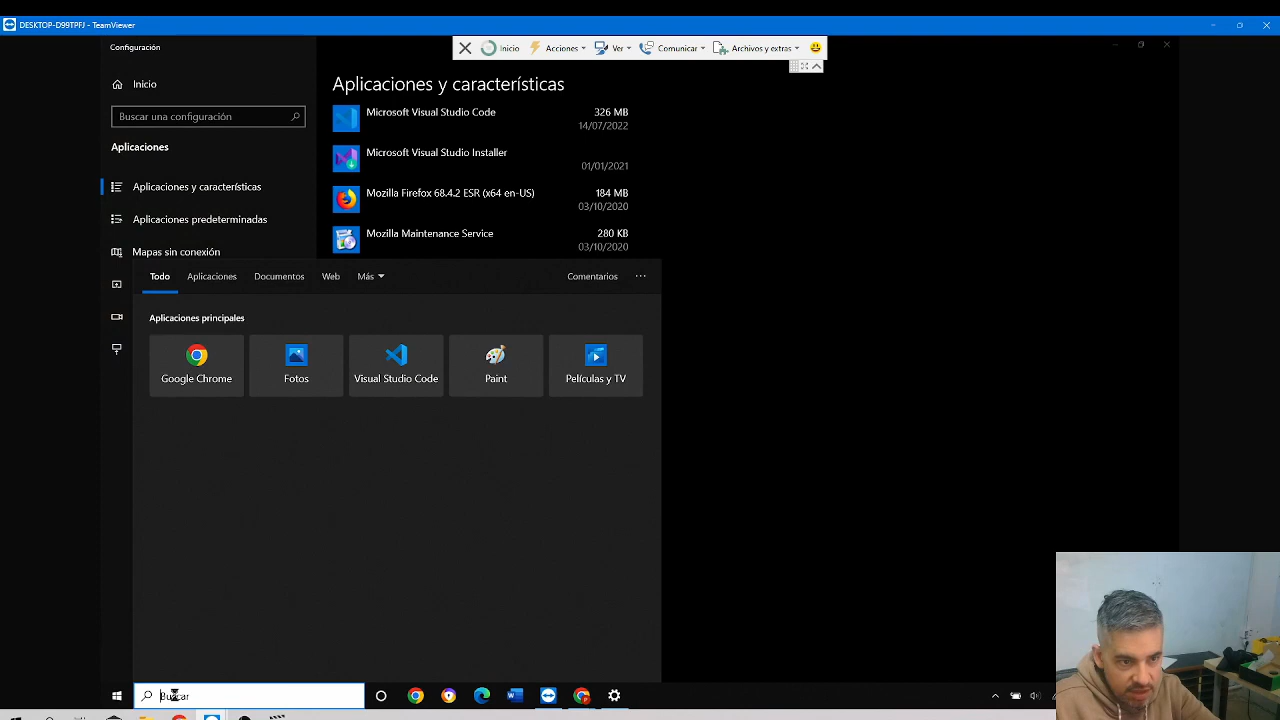 DESKTOP-D99TPFJ - TeamViewer
Configuración
Inicio
Acciones
Ver
Comunicar
Archivos y extras
Inicio
Buscar una configuración
Aplicaciones
Aplicaciones y características
Aplicaciones predeterminadas
Mapas sin conexión
Aplicaciones y características
Microsoft Visual Studio Code
326 MB
14/07/2022
Microsoft Visual Studio Installer
01/01/2021
Mozilla Firefox 68.4.2 ESR (x64 en-US)
184 MB
03/10/2020
Mozilla Maintenance Service
280 KB
03/10/2020
Todo
Aplicaciones
Documentos
Web
Más
Comentarios
Aplicaciones principales
Google Chrome
Fotos
Visual Studio Code
Paint
Películas y TV
Buscar